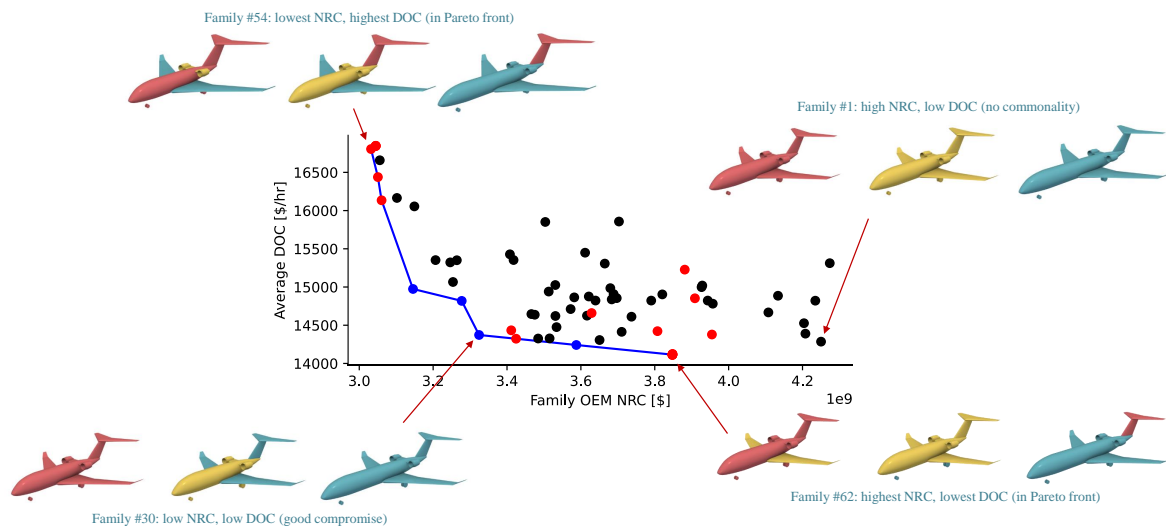 Family #54: lowest NRC, highest DOC (in Pareto front)
Family #1: high NRC, low DOC (no commonality)
Average DOC [$/hr]
16500
16000
15500
15000
14500
14000
3.0 3.2 3.4 3.6 3.8 4.0 4.2
1e9
Family OEM NRC [$]
Family #62: highest NRC, lowest DOC (in Pareto front)
Family #30: low NRC, low DOC (good compromise)